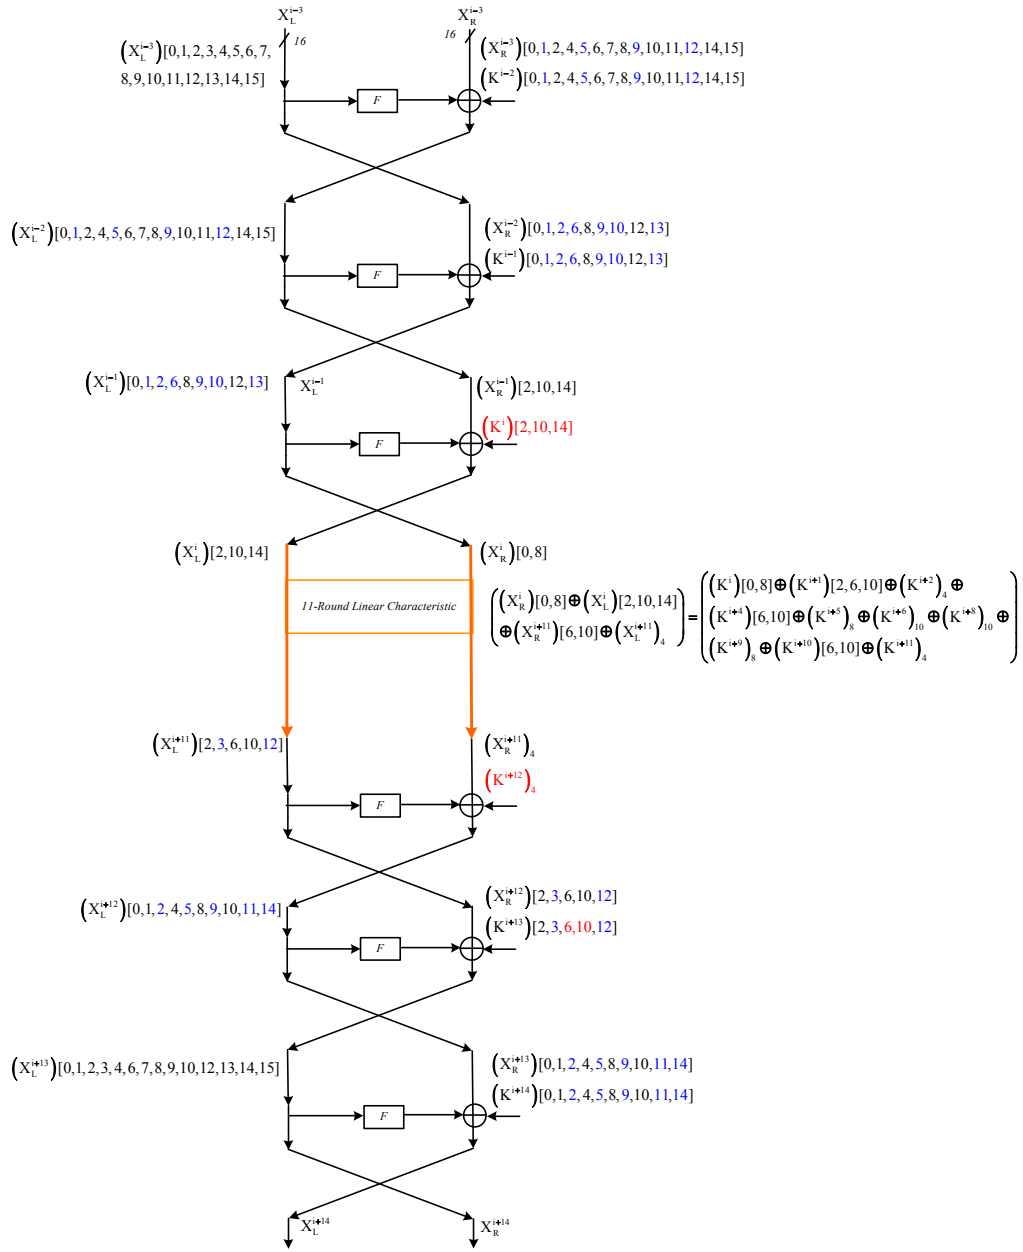 X_L^{i-3} X_R^{i-3}
16 16
(X_L^{i-3})[0,1,2,3,4,5,6,7,
8,9,10,11,12,13,14,15]
(X_R^{i-3})[0,1,2,4,5,6,7,8,9,10,11,12,14,15]
(K^{i-2})[0,1,2,4,5,6,7,8,9,10,11,12,14,15]
F
(X_L^{i-2})[0,1,2,4,5,6,7,8,9,10,11,12,14,15]
(X_R^{i-2})[0,1,2,6,8,9,10,12,13]
(K^{i-1})[0,1,2,6,8,9,10,12,13]
F
(X_L^{i-1})[0,1,2,6,8,9,10,12,13]
X_L^{i-1}
(X_R^{i-1})[2,10,14]
(K^i)[2,10,14]
F
(X_L^i)[2,10,14]
(X_R^i)[0,8]
11-Round Linear Characteristic
((X_R^i)[0,8]⊕(X_L^i)[2,10,14]
⊕(X_R^{i+11})[6,10]⊕(X_L^{i+11})_4)
=
((K^i)[0,8]⊕(K^{i+1})[2,6,10]⊕(K^{i+2})_4⊕
(K^{i+4})[6,10]⊕(K^{i+5})_8⊕(K^{i+6})_{10}⊕(K^{i+8})_{10}⊕
(K^{i+9})_8⊕(K^{i+10})[6,10]⊕(K^{i+11})_4)
(X_L^{i+11})[2,3,6,10,12]
(X_R^{i+11})_4
(K^{i+12})_4
F
(X_L^{i+12})[0,1,2,4,5,8,9,10,11,14]
(X_R^{i+12})[2,3,6,10,12]
(K^{i+13})[2,3,6,10,12]
F
(X_L^{i+13})[0,1,2,3,4,6,7,8,9,10,12,13,14,15]
(X_R^{i+13})[0,1,2,4,5,8,9,10,11,14]
(K^{i+14})[0,1,2,4,5,8,9,10,11,14]
F
X_L^{i+14} X_R^{i+14}